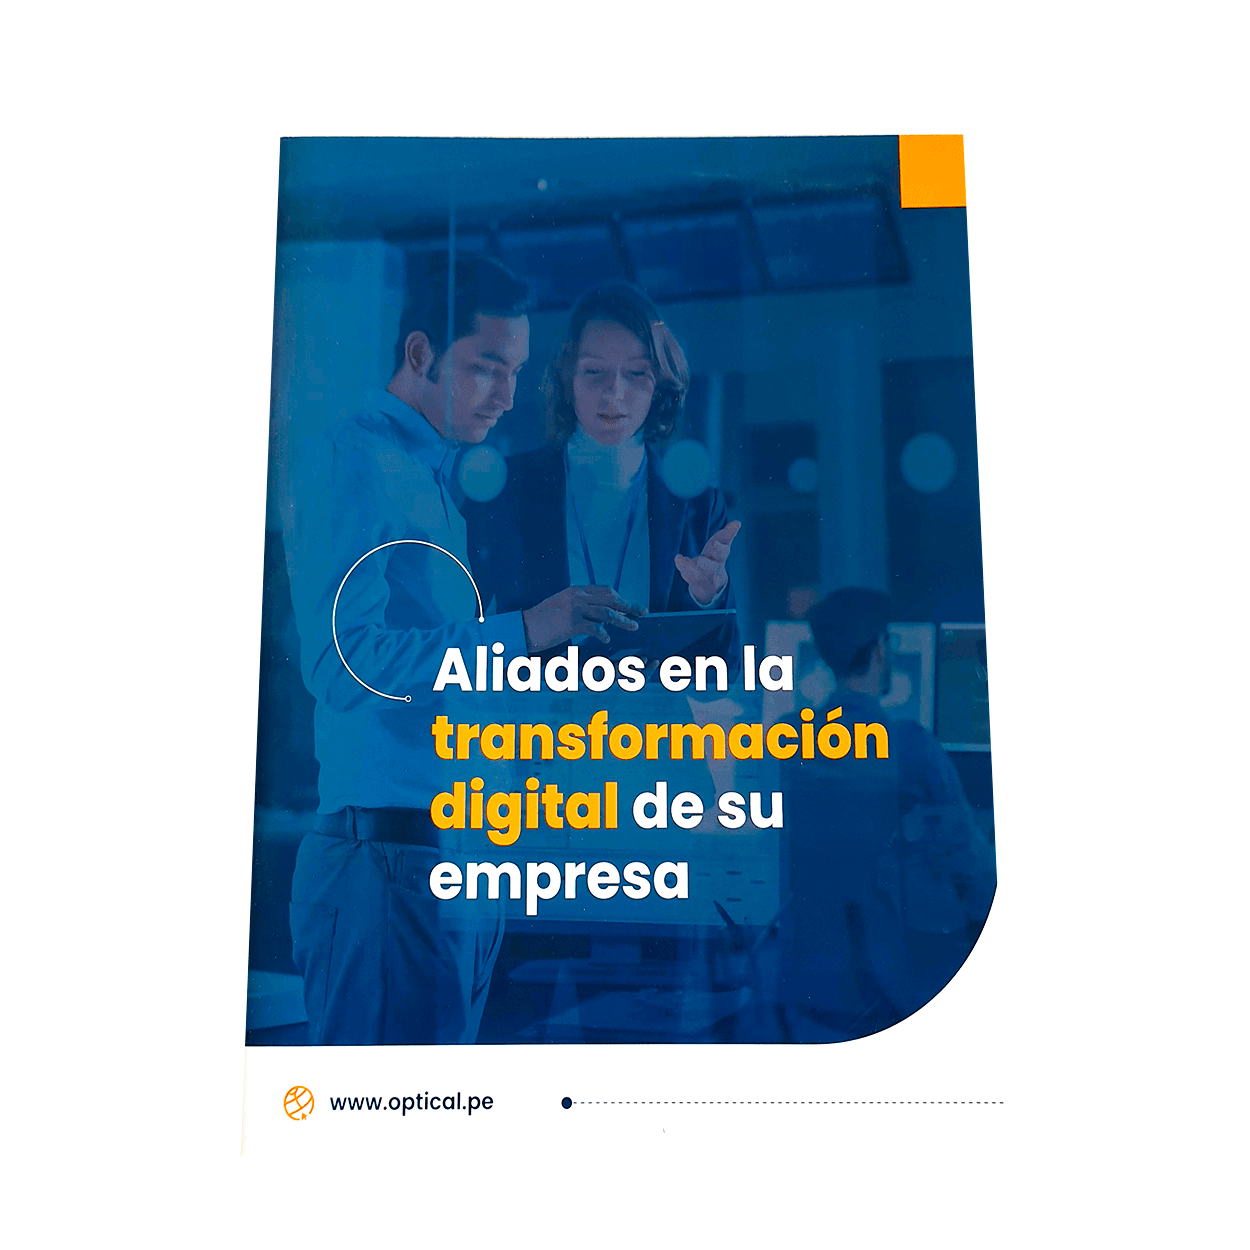 Aliados en la
transformación
digital de su
empresa
www.optical.pe